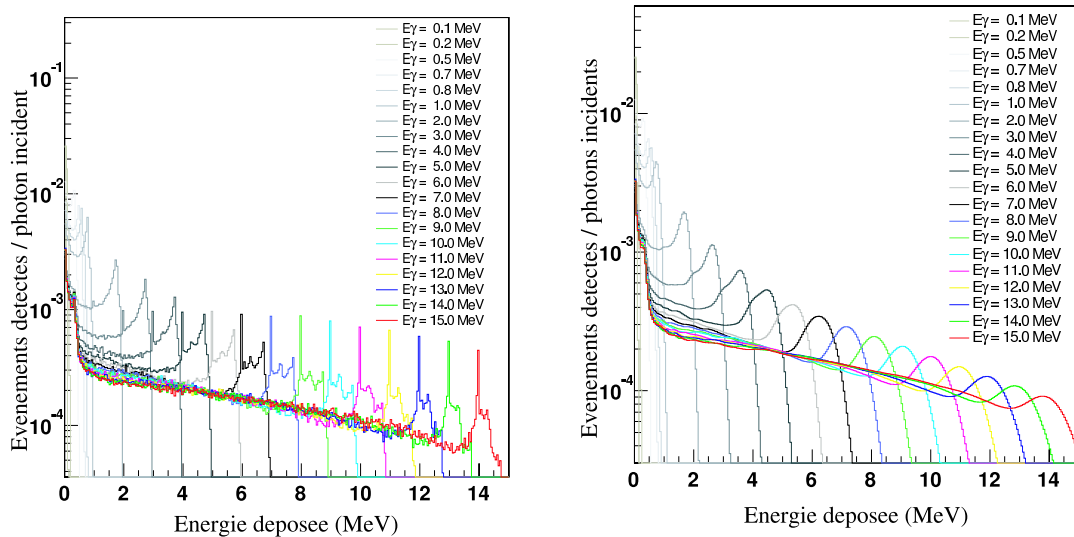 Evenements detectes / photon incident
10⁻¹
10⁻²
10⁻³
10⁻⁴
0 2 4 6 8 10 12 14
Energie deposee (MeV)
Eγ = 0.1 MeV
Eγ = 0.2 MeV
Eγ = 0.5 MeV
Eγ = 0.7 MeV
Eγ = 0.8 MeV
Eγ = 1.0 MeV
Eγ = 2.0 MeV
Eγ = 3.0 MeV
Eγ = 4.0 MeV
Eγ = 5.0 MeV
Eγ = 6.0 MeV
Eγ = 7.0 MeV
Eγ = 8.0 MeV
Eγ = 9.0 MeV
Eγ = 10.0 MeV
Eγ = 11.0 MeV
Eγ = 12.0 MeV
Eγ = 13.0 MeV
Eγ = 14.0 MeV
Eγ = 15.0 MeV
Evenements detectes / photons incidents
10⁻²
10⁻³
10⁻⁴
0 2 4 6 8 10 12 14
Energie deposee (MeV)
Eγ = 0.1 MeV
Eγ = 0.2 MeV
Eγ = 0.5 MeV
Eγ = 0.7 MeV
Eγ = 0.8 MeV
Eγ = 1.0 MeV
Eγ = 2.0 MeV
Eγ = 3.0 MeV
Eγ = 4.0 MeV
Eγ = 5.0 MeV
Eγ = 6.0 MeV
Eγ = 7.0 MeV
Eγ = 8.0 MeV
Eγ = 9.0 MeV
Eγ = 10.0 MeV
Eγ = 11.0 MeV
Eγ = 12.0 MeV
Eγ = 13.0 MeV
Eγ = 14.0 MeV
Eγ = 15.0 MeV